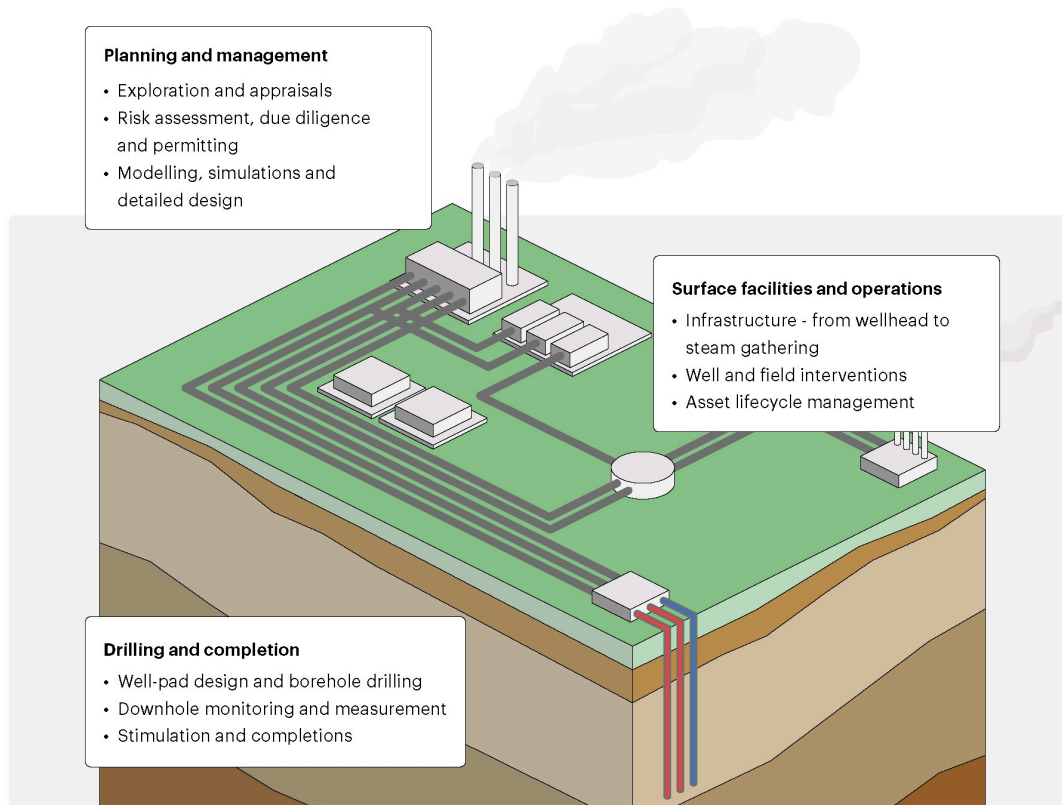 Planning and management
• Exploration and appraisals
• Risk assessment, due diligence
and permitting
• Modelling, simulations and
detailed design
Surface facilities and operations
• Infrastructure - from wellhead to
steam gathering
• Well and field interventions
• Asset lifecycle management
Drilling and completion
• Well-pad design and borehole drilling
• Downhole monitoring and measurement
• Stimulation and completions